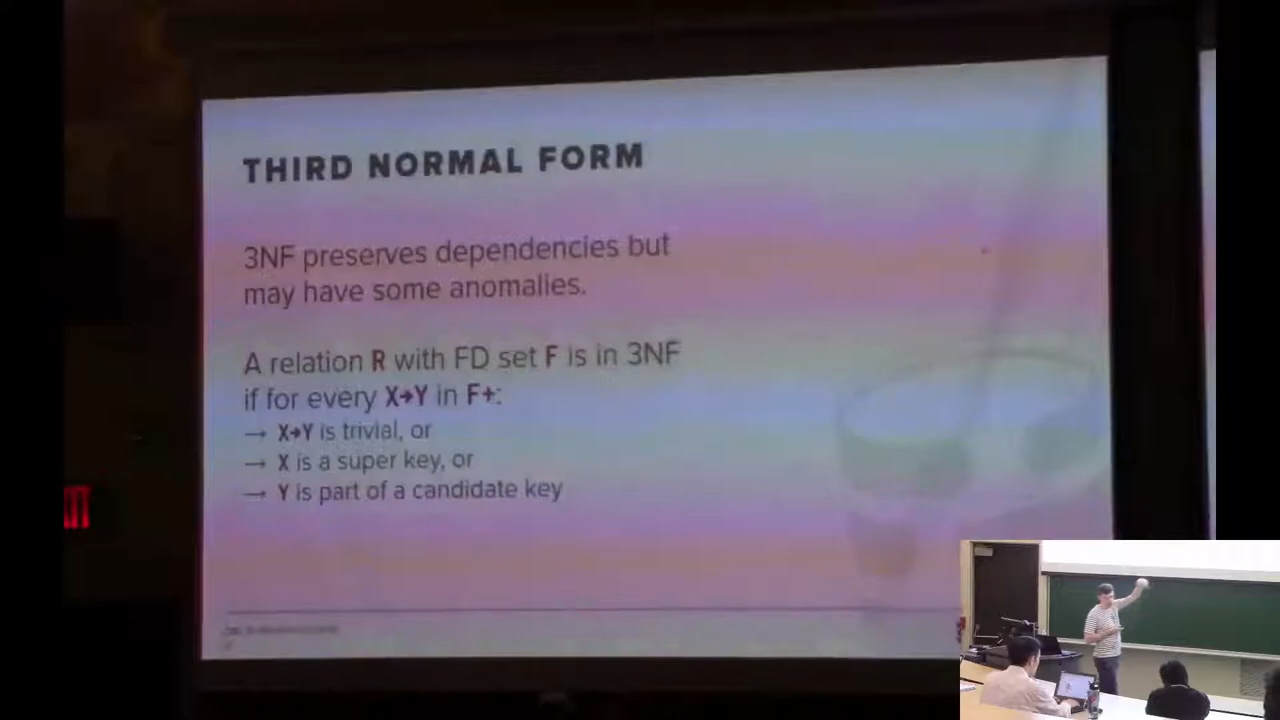 THIRD NORMAL FORM
3NF preserves dependencies but
may have some anomalies.
A relation R with FD set F is in 3NF
if for every X→Y in F+:
→ X→Y is trivial, or
→ X is a super key, or
→ Y is part of a candidate key